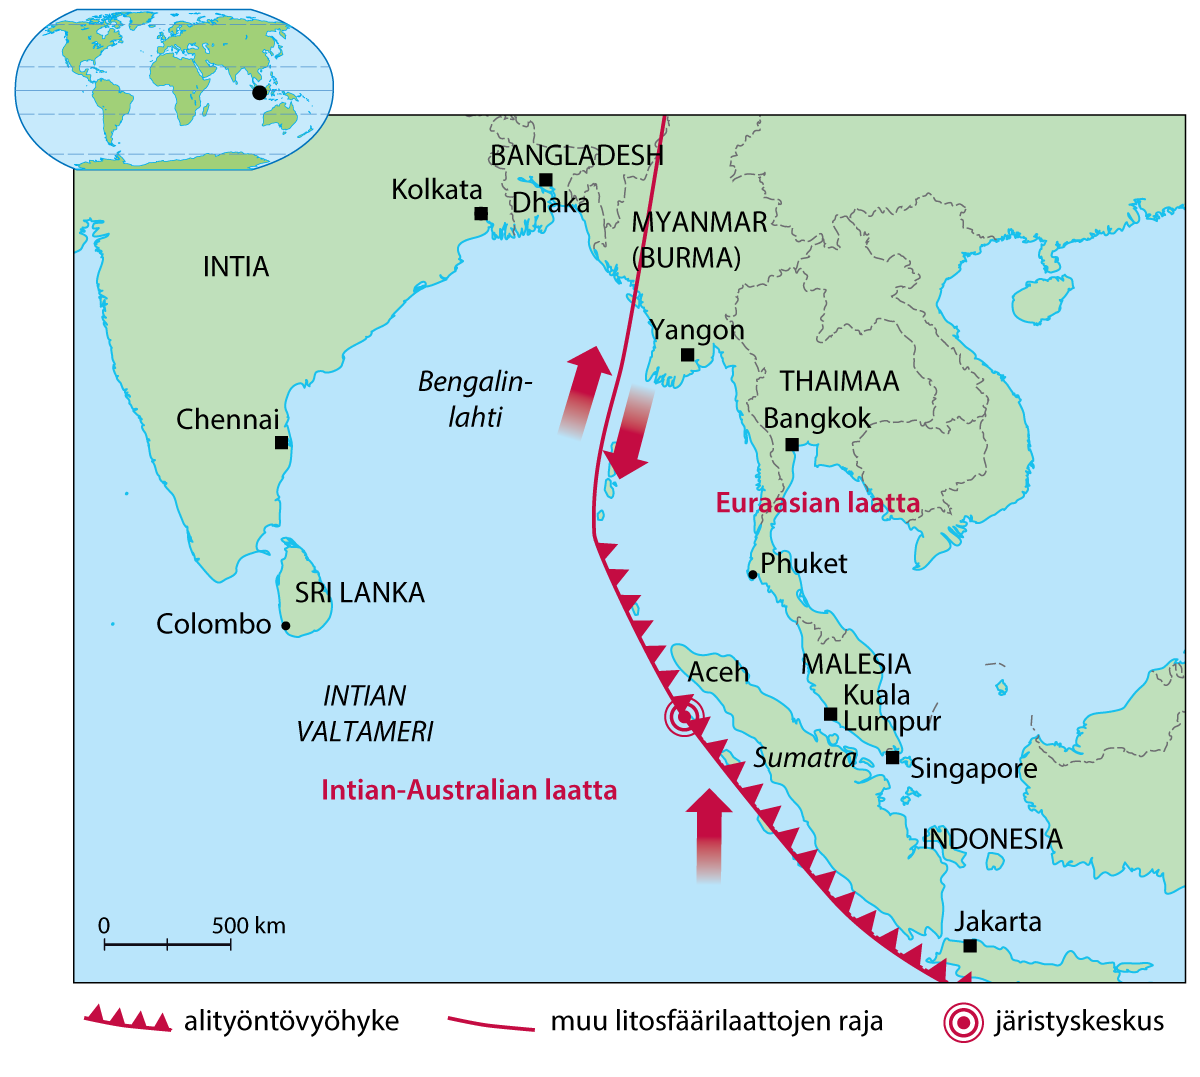 BANGLADESH
Kolkata
Dhaka
MYANMAR
(BURMA)
INTIA
Yangon
Bengalin-
lahti
THAIMAA
Chennai
Bangkok
Euraasian laatta
Phuket
SRI LANKA
Colombo
Aceh
MALESIA
Kuala
Lumpur
INTIAN
VALTAMERI
Sumatra
Singapore
Intian-Australian laatta
INDONESIA
Jakarta
0 500 km
alityöntövyöhyke
muu litosfäärilaattojen raja
järistyskeskus